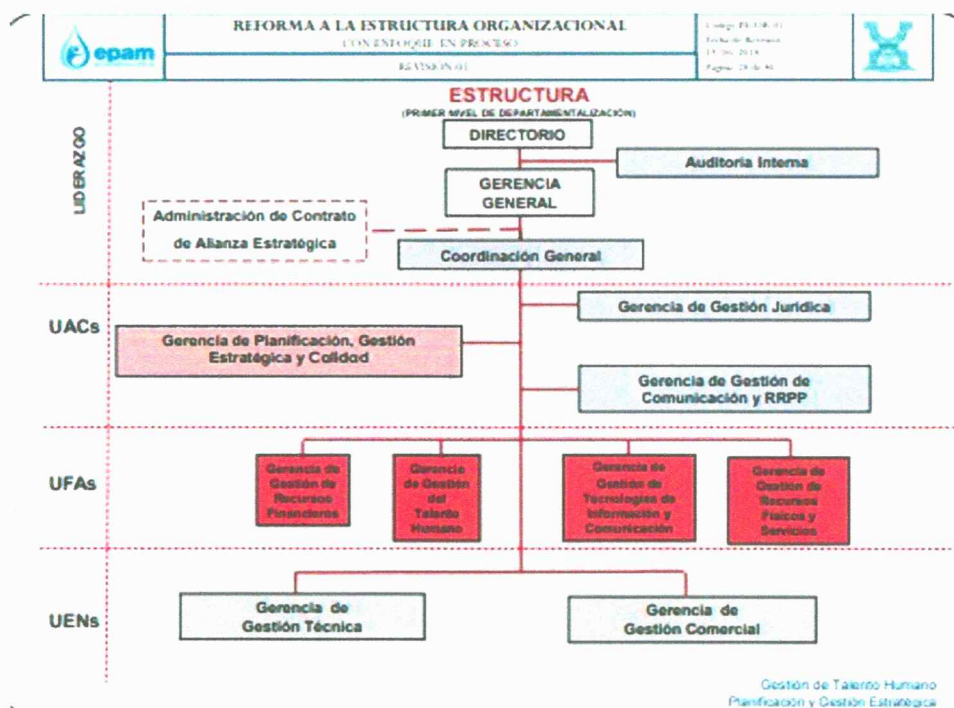 epam
REFORMA A LA ESTRUCTURA ORGANIZACIONAL
CON ENFOQUE EN PROCESO
REVISIÓN 01
ESTRUCTURA
(PRIMER NIVEL DE DEPARTAMENTALIZACIÓN)
LIDERAZGO
DIRECTORIO
Auditoria Interna
GERENCIA
GENERAL
Administración de Contrato
de Alianza Estratégica
Coordinación General
UACs
Gerencia de Gestión Jurídica
Gerencia de Planificación, Gestión
Estratégica y Calidad
Gerencia de Gestión de
Comunicación y RRPP
UFAs
Gerencia de
Gestión de
Recursos
Financieros
Gerencia
de Gestión
del
Talento
Humano
Gerencia de
Gestión de
Tecnologías de
Información y
Comunicación
Gerencia de
Gestión de
Recursos
Físicos y
Servicios
UENs
Gerencia de
Gestión Técnica
Gerencia de
Gestión Comercial
Gestión de Talento Humano
Planificación y Gestión Estratégica